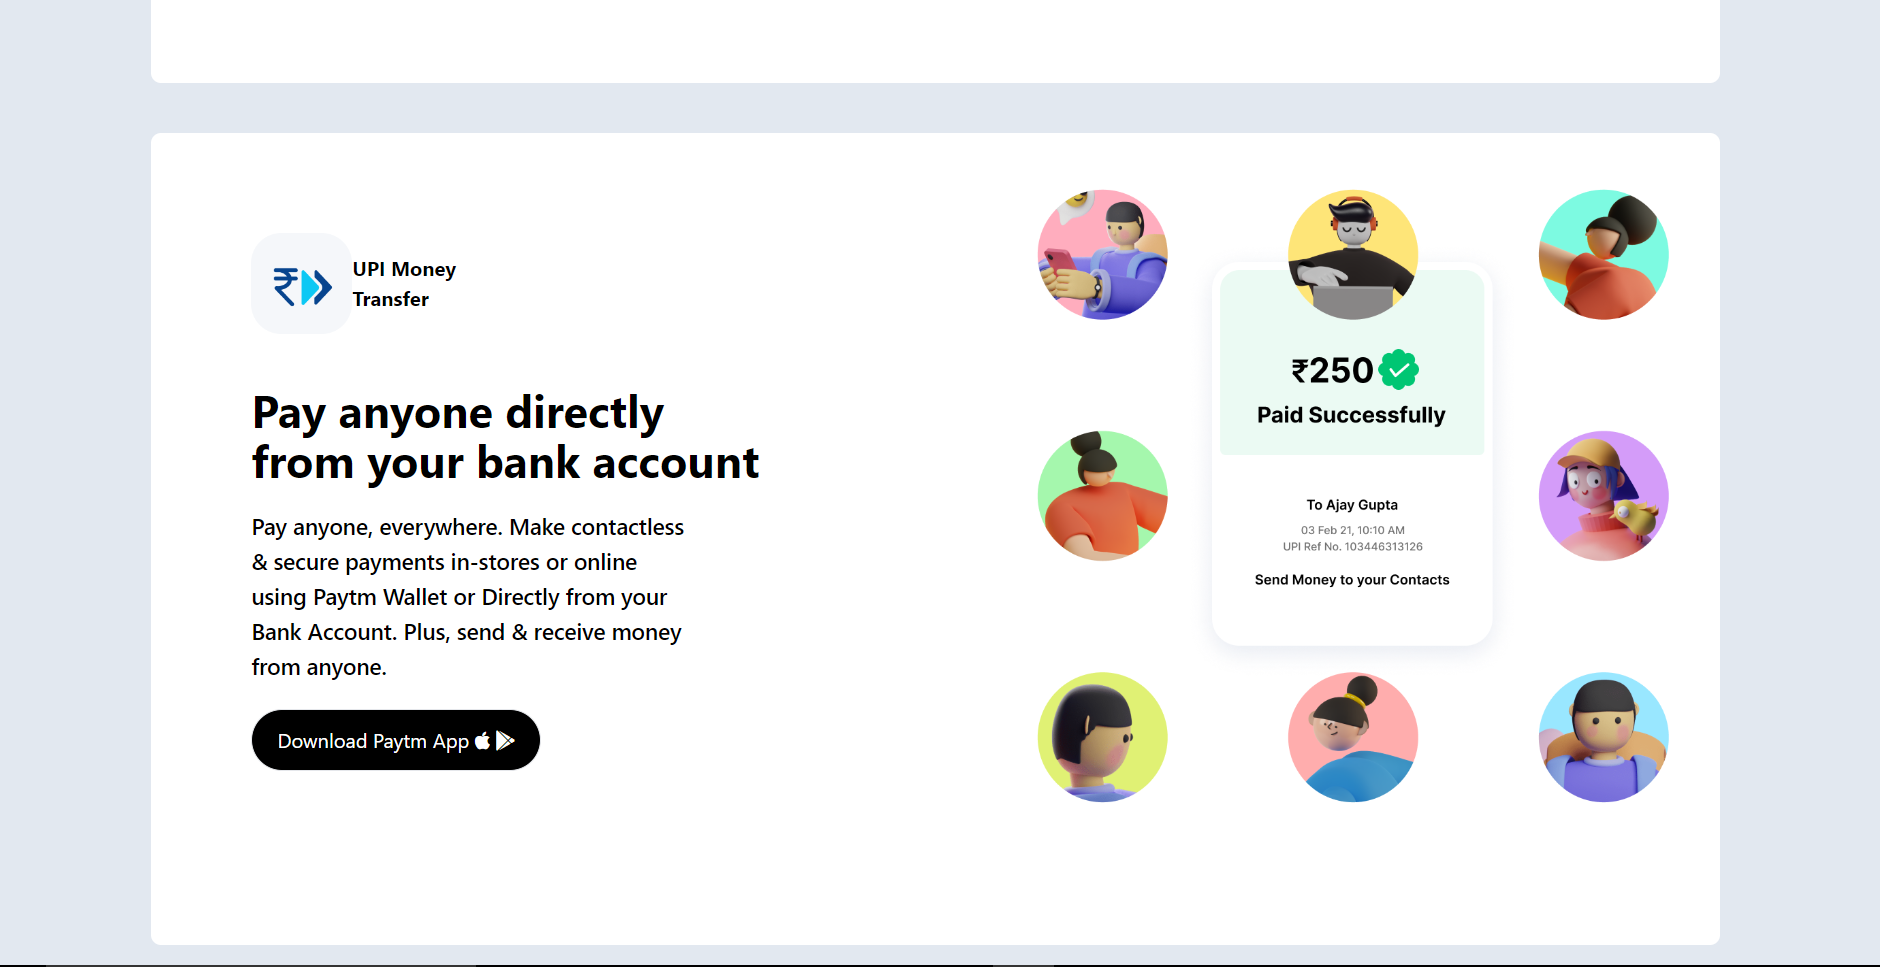 UPI Money
Transfer
Pay anyone directly
from your bank account
Pay anyone, everywhere. Make contactless
& secure payments in-stores or online
using Paytm Wallet or Directly from your
Bank Account. Plus, send & receive money
from anyone.
Download Paytm App
₹250
Paid Successfully
To Ajay Gupta
03 Feb 21, 10:10 AM
UPI Ref No. 103446313126
Send Money to your Contacts